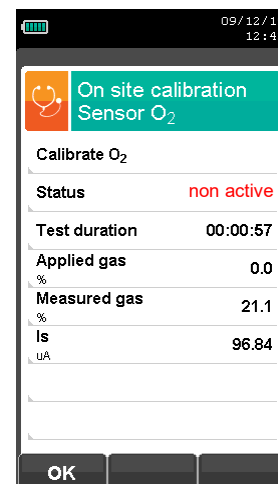 09/12/1
12:4
On site calibration
Sensor O₂
Calibrate O₂
Status non active
Test duration 00:00:57
Applied gas 0.0
%
Measured gas 21.1
%
Is 96.84
uA
OK